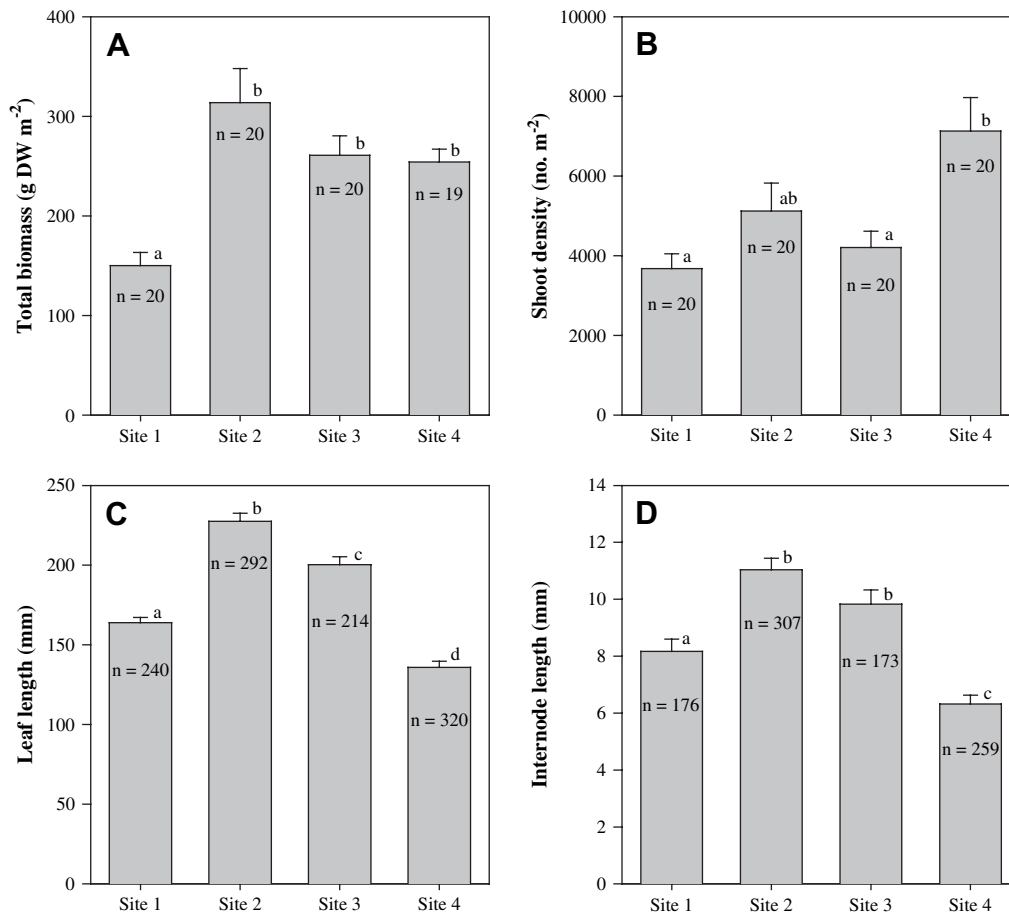 A
Total biomass (g DW m⁻²)
400
300
200
100
0
a
b
b
b
n = 20
n = 20
n = 20
n = 19
Site 1 Site 2 Site 3 Site 4
B
Shoot density (no. m⁻²)
10000
8000
6000
4000
2000
0
a
ab
a
b
n = 20
n = 20
n = 20
n = 20
Site 1 Site 2 Site 3 Site 4
C
Leaf length (mm)
250
200
150
100
50
0
a
b
c
d
n = 240
n = 292
n = 214
n = 320
Site 1 Site 2 Site 3 Site 4
D
Internode length (mm)
14
12
10
8
6
4
2
0
a
b
b
c
n = 176
n = 307
n = 173
n = 259
Site 1 Site 2 Site 3 Site 4